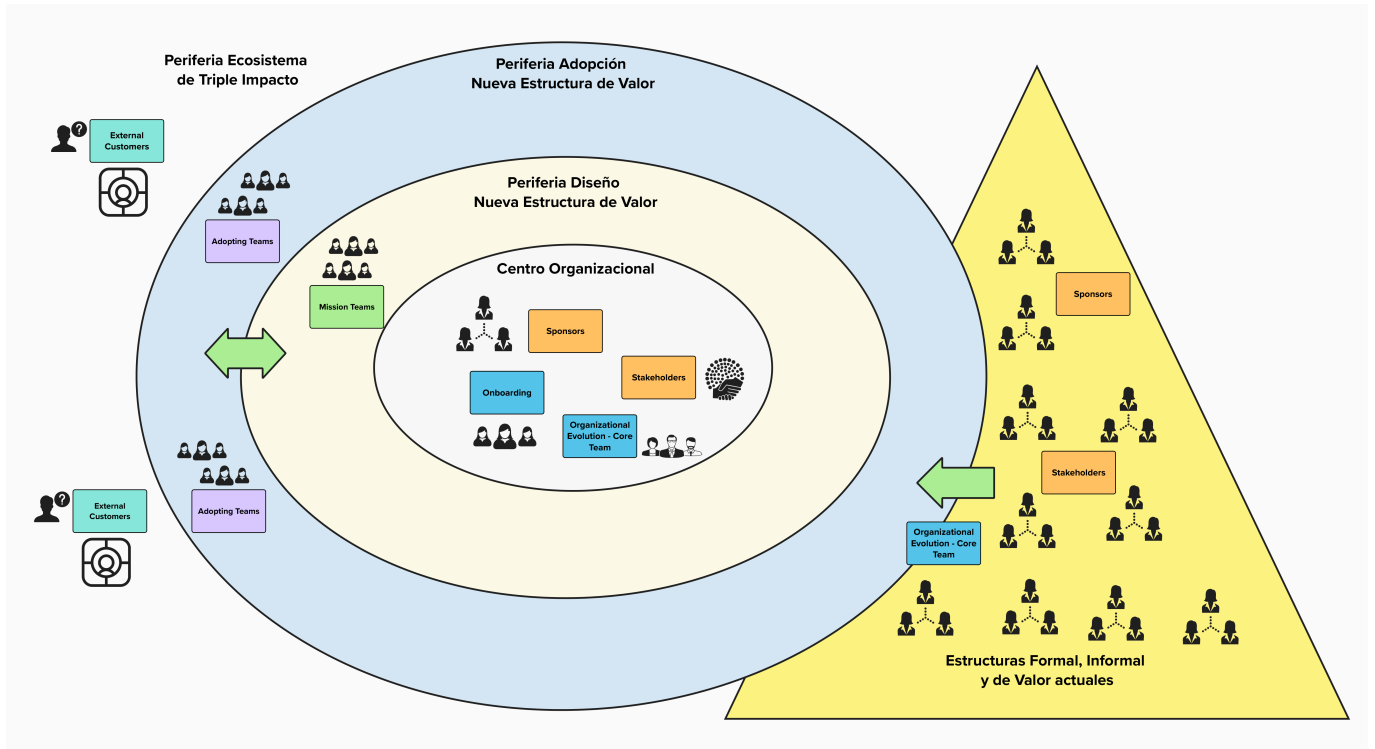 Periferia Ecosistema
de Triple Impacto
Periferia Adopción
Nueva Estructura de Valor
?
External
Customers
Periferia Diseño
Nueva Estructura de Valor
Adopting Teams
Mission Teams
Centro Organizacional
Sponsors
Stakeholders
Onboarding
Organizational
Evolution - Core
Team
Sponsors
Stakeholders
?
External
Customers
Adopting Teams
Organizational
Evolution - Core
Team
Estructuras Formal, Informal
y de Valor actuales